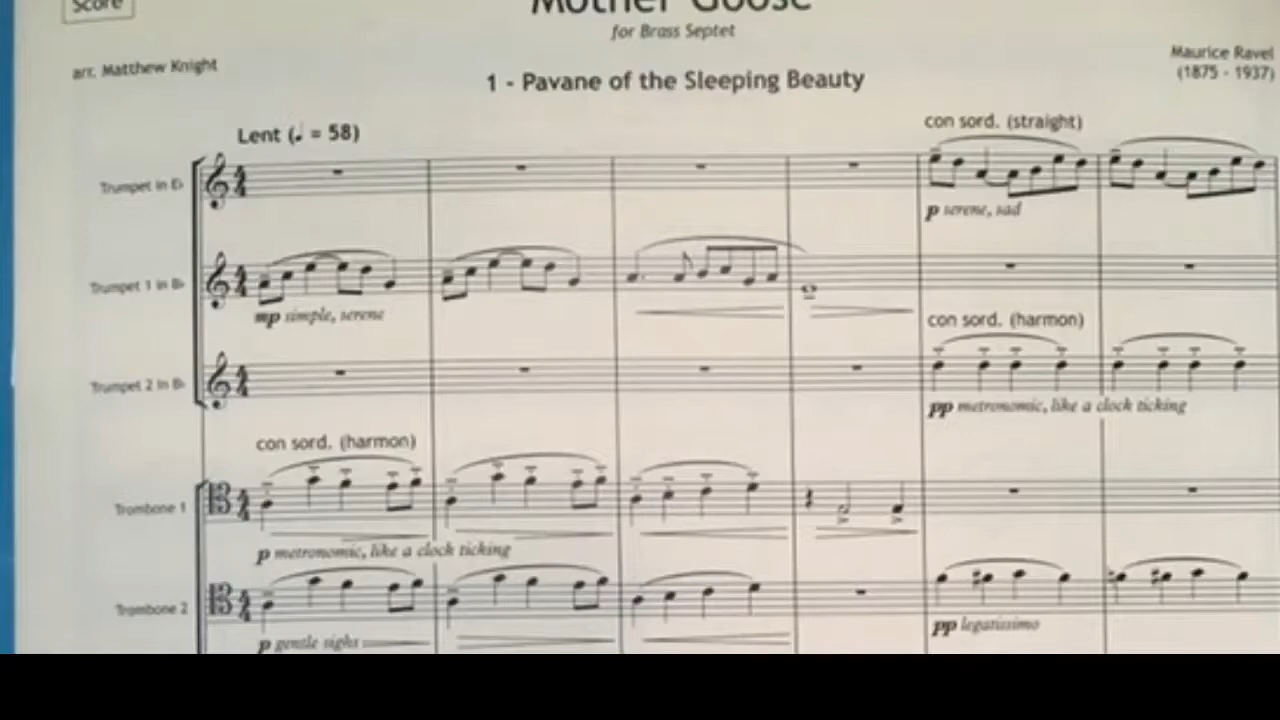 Score
Mother Goose
for Brass Septet
arr. Matthew Knight
Maurice Ravel
(1875 - 1937)
1 - Pavane of the Sleeping Beauty
Lent (♩ = 58)
con sord. (straight)
Trumpet in E♭
p serene, sad
Trumpet 1 in B♭
mp simple, serene
con sord. (harmon)
Trumpet 2 in B♭
pp metronomic, like a clock ticking
con sord. (harmon)
Trombone 1
p metronomic, like a clock ticking
Trombone 2
p gentle sighs
pp legatissimo